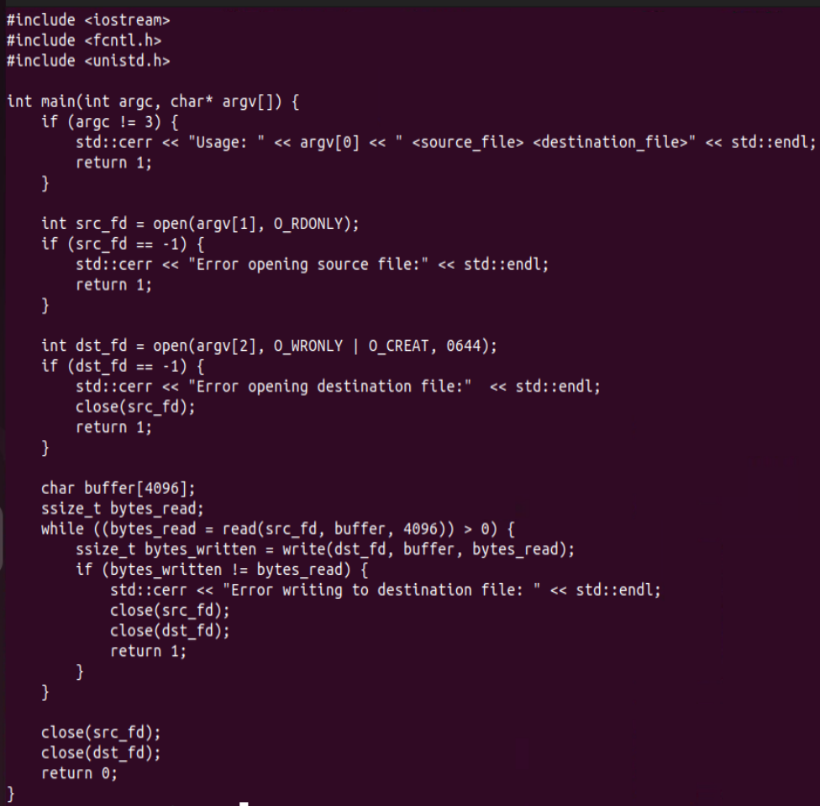 #include <iostream>
#include <fcntl.h>
#include <unistd.h>

int main(int argc, char* argv[]) {
    if (argc != 3) {
        std::cerr << "Usage: " << argv[0] << " <source_file> <destination_file>" << std::endl;
        return 1;
    }

    int src_fd = open(argv[1], O_RDONLY);
    if (src_fd == -1) {
        std::cerr << "Error opening source file:" << std::endl;
        return 1;
    }

    int dst_fd = open(argv[2], O_WRONLY | O_CREAT, 0644);
    if (dst_fd == -1) {
        std::cerr << "Error opening destination file:"  << std::endl;
        close(src_fd);
        return 1;
    }

    char buffer[4096];
    ssize_t bytes_read;
    while ((bytes_read = read(src_fd, buffer, 4096)) > 0) {
        ssize_t bytes_written = write(dst_fd, buffer, bytes_read);
        if (bytes_written != bytes_read) {
            std::cerr << "Error writing to destination file: " << std::endl;
            close(src_fd);
            close(dst_fd);
            return 1;
        }
    }

    close(src_fd);
    close(dst_fd);
    return 0;
}